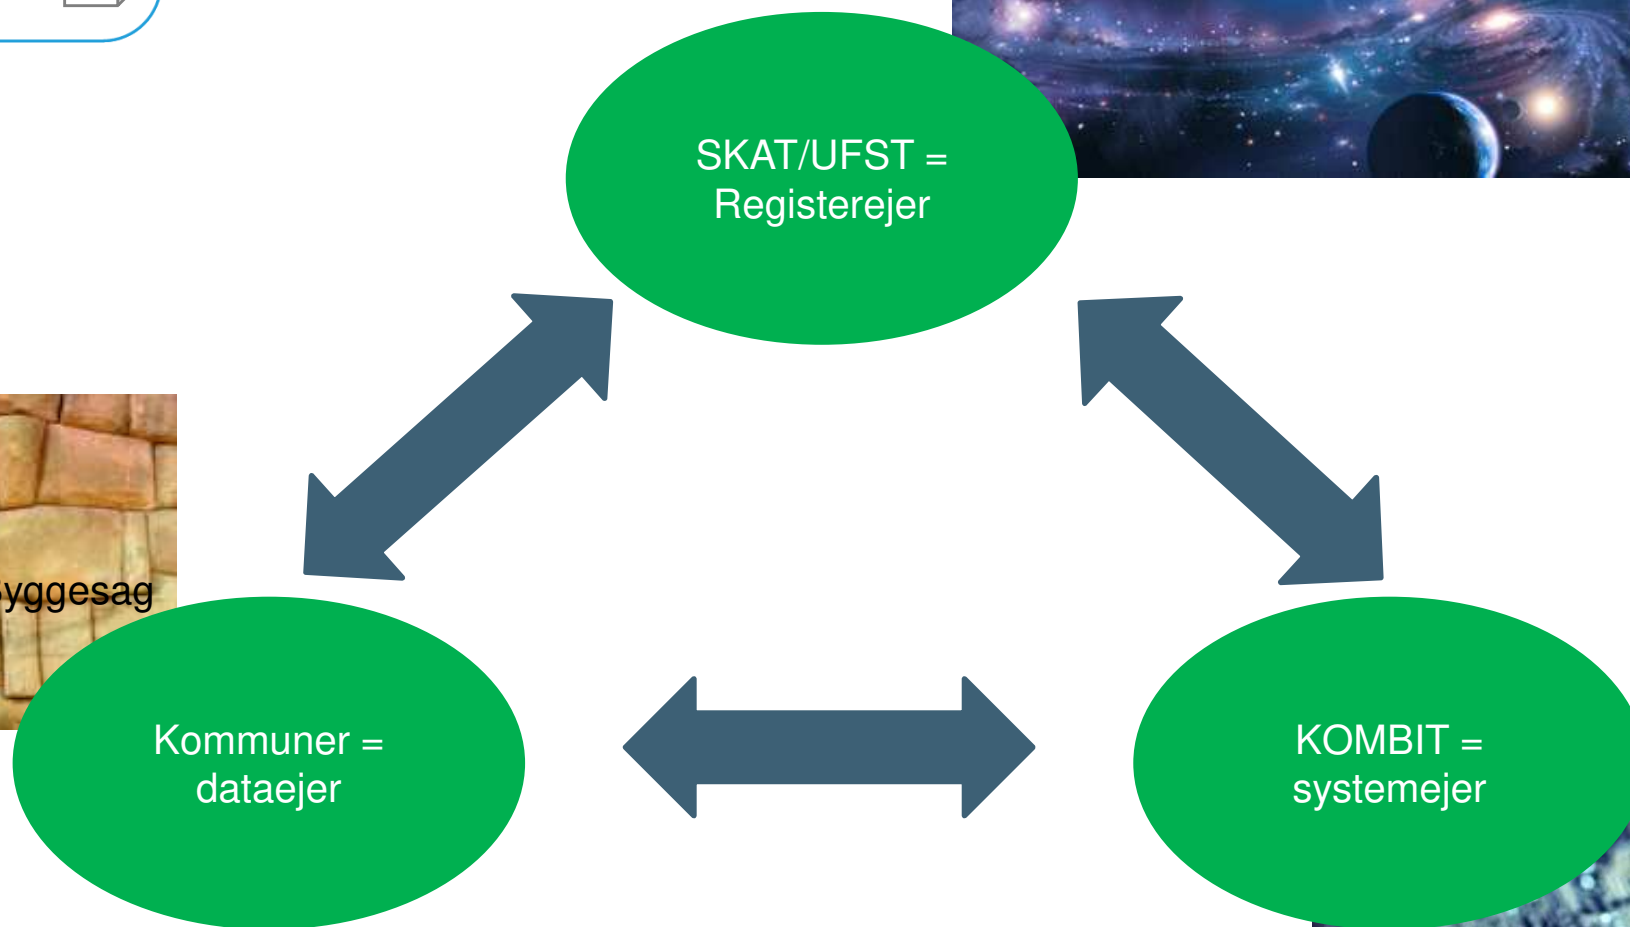 SKAT/UFST =
Registerejer
yggesag
Kommuner =
dataejer
KOMBIT =
systemejer